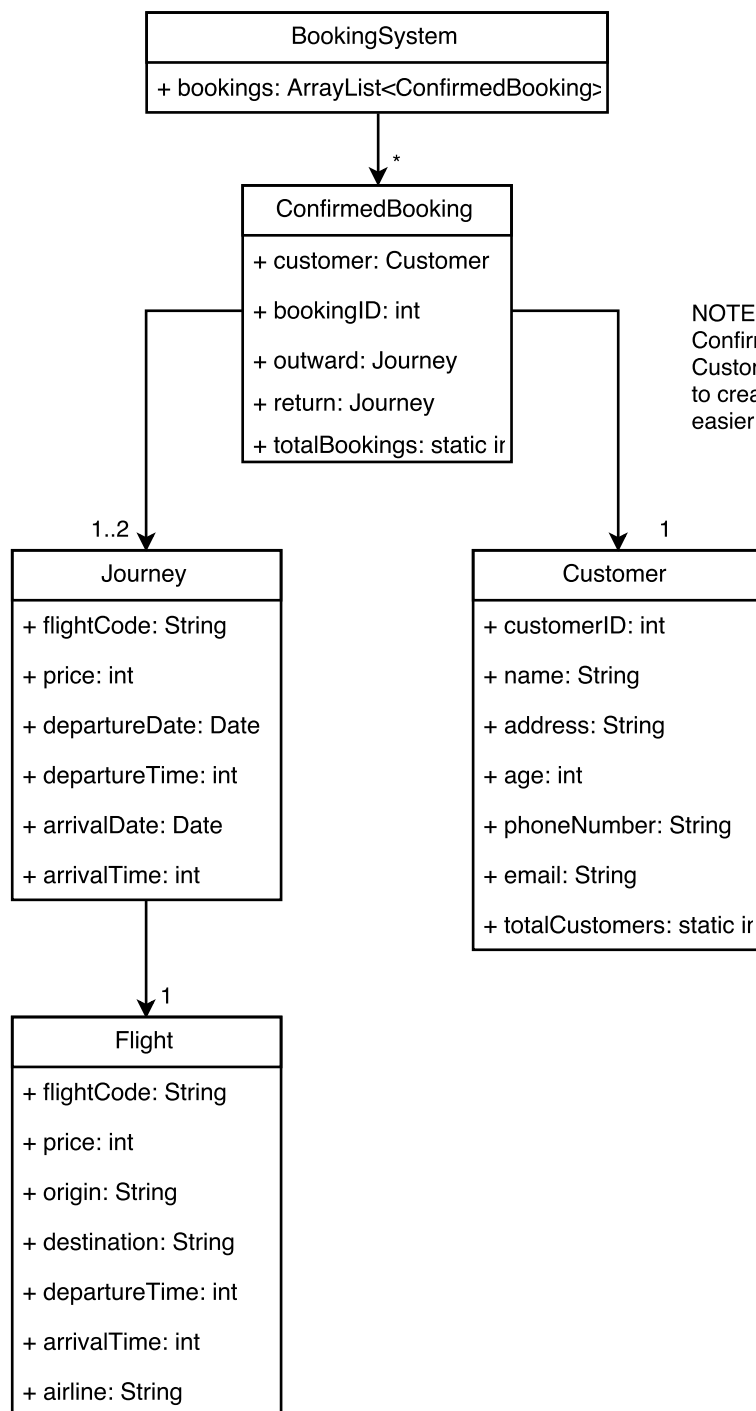 BookingSystem
+ bookings: ArrayList<ConfirmedBooking>
*
ConfirmedBooking
+ customer: Customer
+ bookingID: int
+ outward: Journey
+ return: Journey
+ totalBookings: static
NOTE
to
easier
1..2
1
Journey
+ flightCode: String
+ price: int
+ departureDate: Date
+ departureTime: int
+ arrivalDate: Date
+ arrivalTime: int
Customer
+ customerID: int
+ name: String
+ address: String
+ age: int
+ phoneNumber: String
+ email: String
+ totalCustomers: static
1
Flight
+ flightCode: String
+ price: int
+ origin: String
+ destination: String
+ departureTime: int
+ arrivalTime: int
+ airline: String